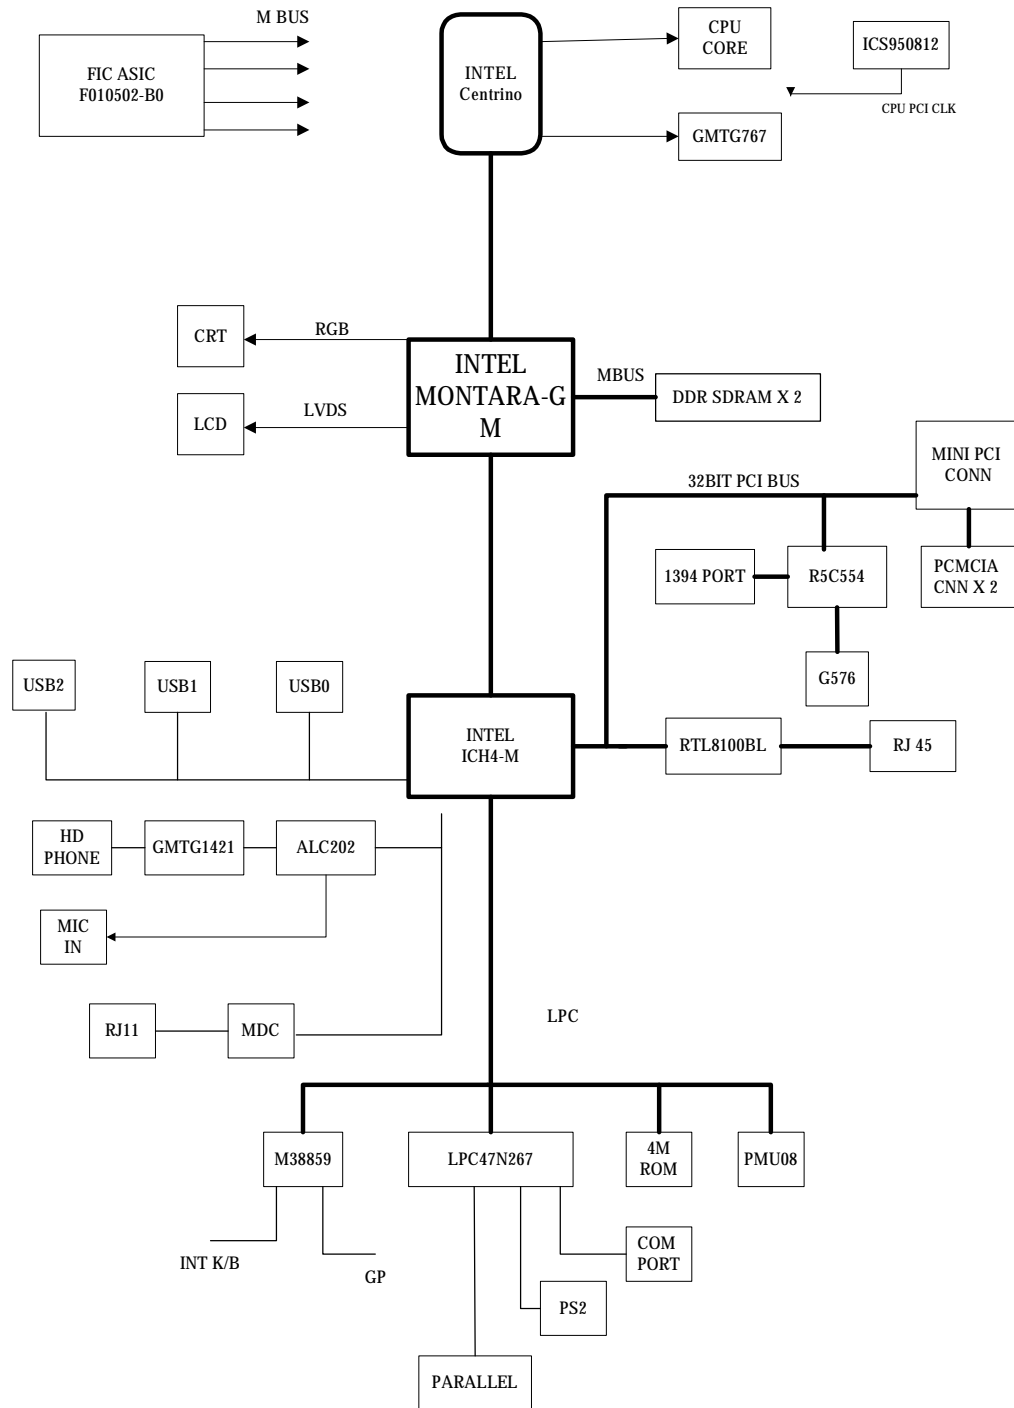 M BUS
FIC ASIC
F010502-B0
INTEL
Centrino
CPU
CORE
ICS950812
CPU PCI CLK
GMTG767
CRT
RGB
INTEL
MONTARA-G
M
MBUS
DDR SDRAM X 2
LCD
LVDS
MINI PCI
CONN
32BIT PCI BUS
1394 PORT
R5C554
PCMCIA
CNN X 2
G576
USB2
USB1
USB0
INTEL
ICH4-M
RTL8100BL
RJ 45
HD
PHONE
GMTG1421
ALC202
MIC
IN
RJ11
MDC
LPC
M38859
LPC47N267
4M
ROM
PMU08
INT K/B
GP
COM
PORT
PS2
PARALLEL